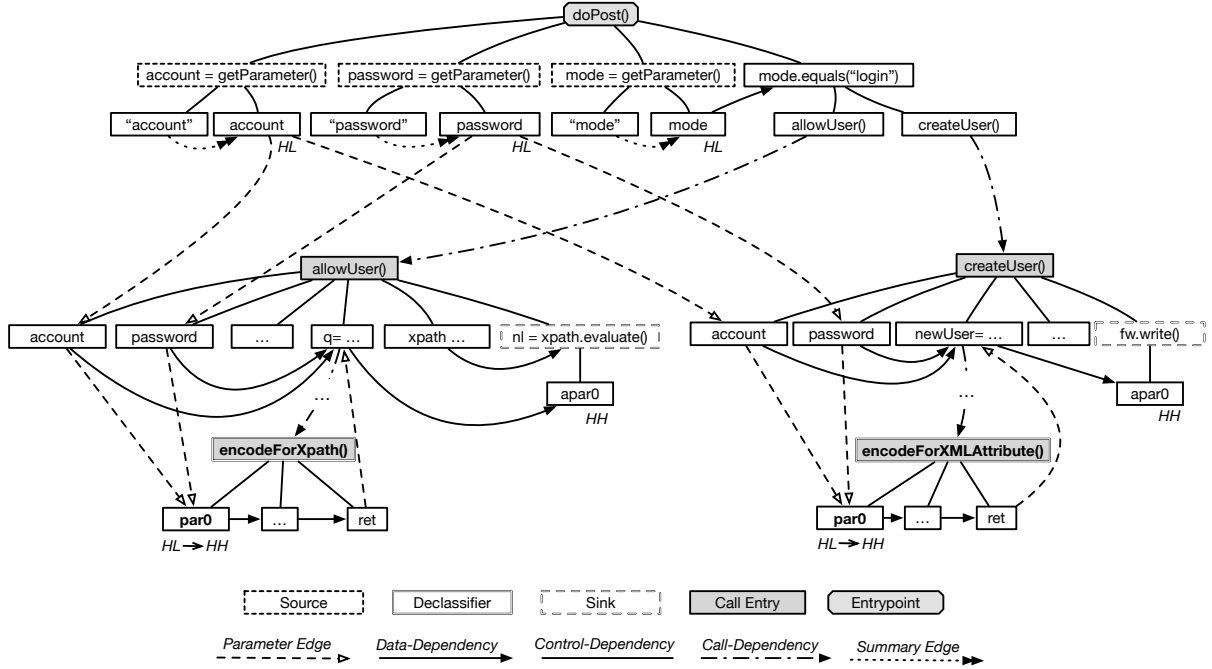 doPost()
account = getParameter()
password = getParameter()
mode = getParameter()
mode.equals(“login”)
“account”
account
“password”
password
“mode”
mode
allowUser()
createUser()
HL
HL
HL
allowUser()
createUser()
account
password
...
q= ...
xpath ...
nl = xpath.evaluate()
account
password
newUser= ...
...
fw.write()
...
apar0
HH
...
apar0
HH
encodeForXpath()
encodeForXMLAttribute()
par0
...
ret
par0
...
ret
HL → HH
HL → HH
Source
Declassifier
Sink
Call Entry
Entrypoint
Parameter Edge
Data-Dependency
Control-Dependency
Call-Dependency
Summary Edge